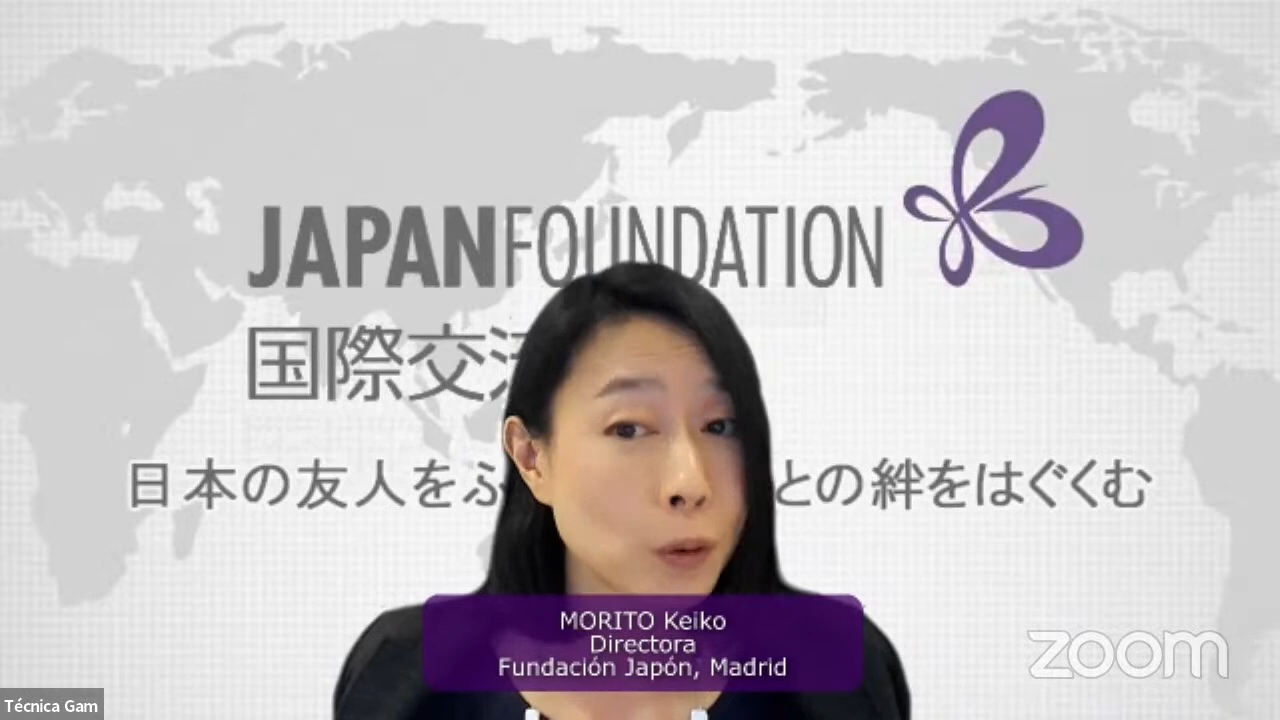 JAPANFOUNDATION
国際交
日本の友人をふ
との絆をはぐくむ
MORITO Keiko
Directora
Fundación Japón, Madrid
zoom
Técnica Gam